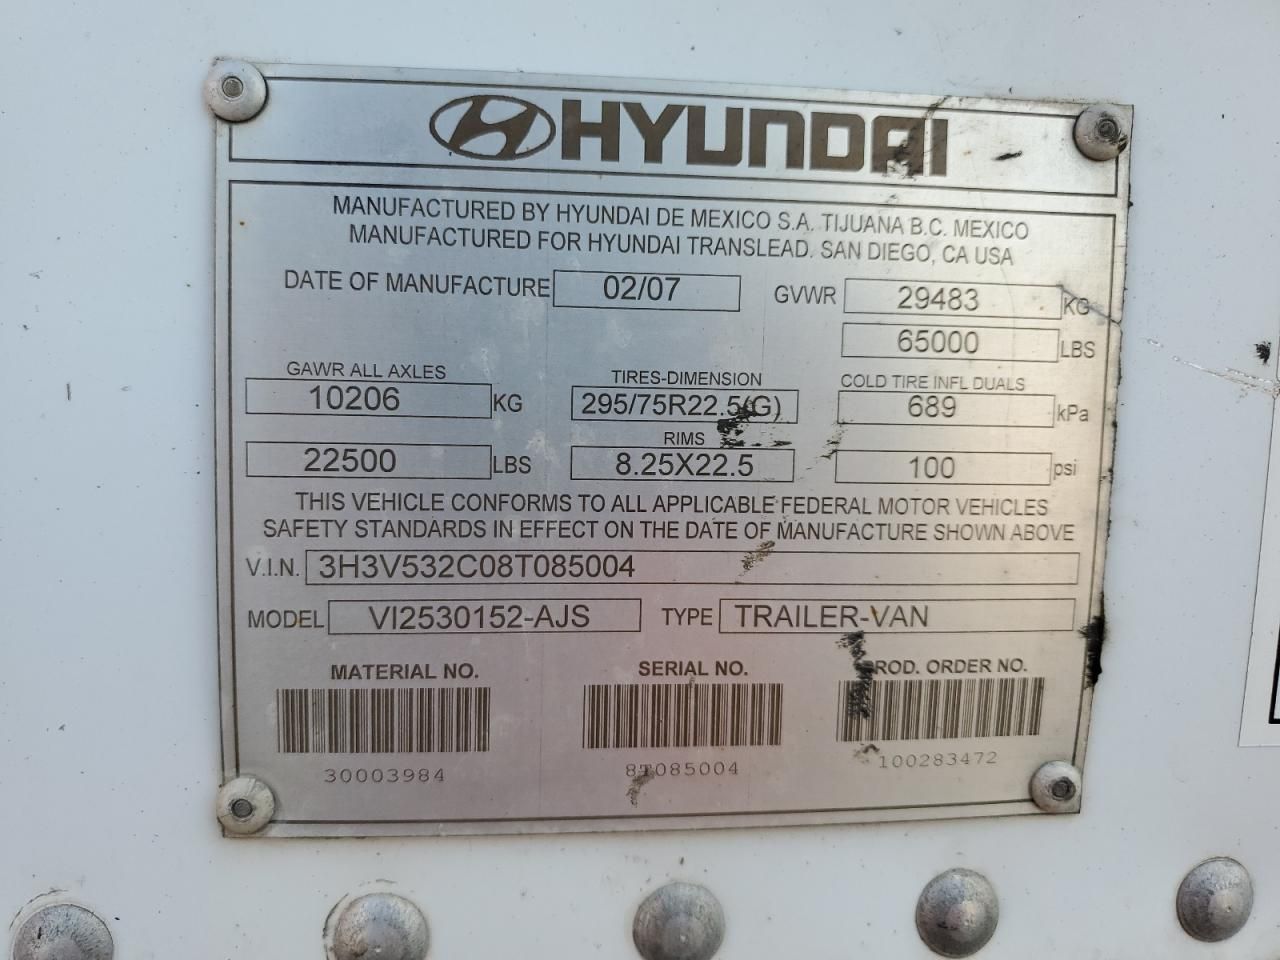 HYUNDAI
MANUFACTURED BY HYUNDAI DE MEXICO S.A. TIJUANA B.C. MEXICO
MANUFACTURED FOR HYUNDAI TRANSLEAD. SAN DIEGO, CA USA
DATE OF MANUFACTURE 02/07 GVWR 29483 KG
65000 LBS
GAWR ALL AXLES TIRES-DIMENSION COLD TIRE INFL DUALS
10206 KG 295/75R22.5(G) 689 kPa
RIMS
22500 LBS 8.25X22.5 100 psi
THIS VEHICLE CONFORMS TO ALL APPLICABLE FEDERAL MOTOR VEHICLES
SAFETY STANDARDS IN EFFECT ON THE DATE OF MANUFACTURE SHOWN ABOVE
V.I.N. 3H3V532C08T085004
MODEL VI2530152-AJS TYPE TRAILER-VAN
MATERIAL NO. SERIAL NO. PROD. ORDER NO.
30003984 8T085004 100283472